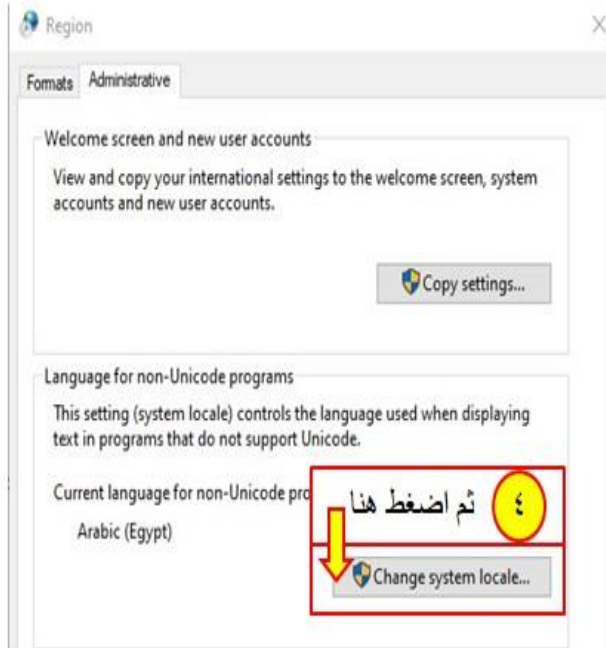 Region
Formats Administrative
Welcome screen and new user accounts
View and copy your international settings to the welcome screen, system
accounts and new user accounts.
Copy settings...
Language for non-Unicode programs
This setting (system locale) controls the language used when displaying
text in programs that do not support Unicode.
Current language for non-Unicode pro
٤ ثم اضغط هنا
Arabic (Egypt)
Change system locale...